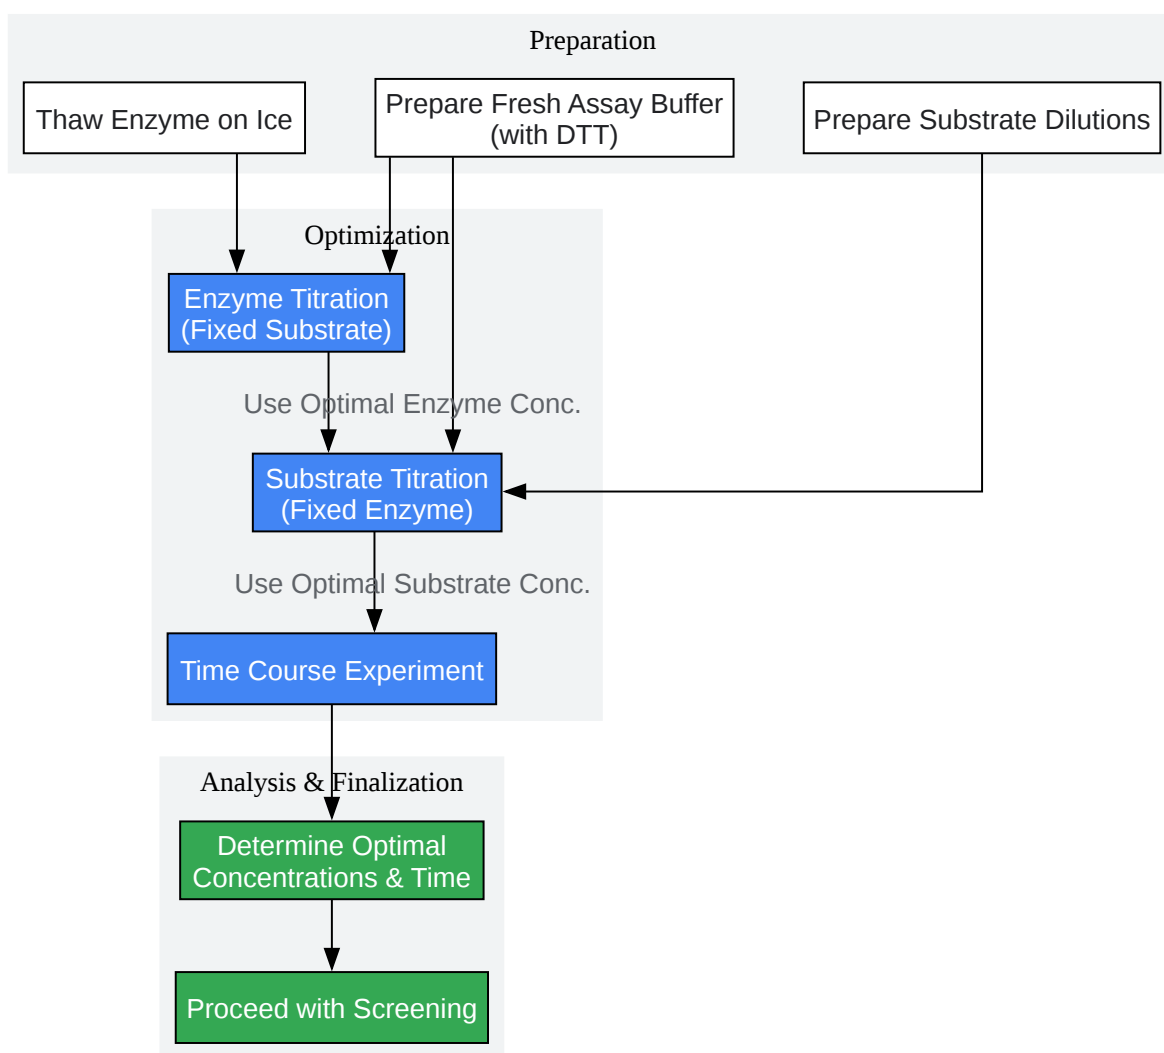 Preparation
Thaw Enzyme on Ice
Prepare Fresh Assay Buffer
(with DTT)
Prepare Substrate Dilutions
Optimization
Enzyme Titration
(Fixed Substrate)
Use Optimal Enzyme Conc.
Substrate Titration
(Fixed Enzyme)
Use Optimal Substrate Conc.
Time Course Experiment
Analysis & Finalization
Determine Optimal
Concentrations & Time
Proceed with Screening